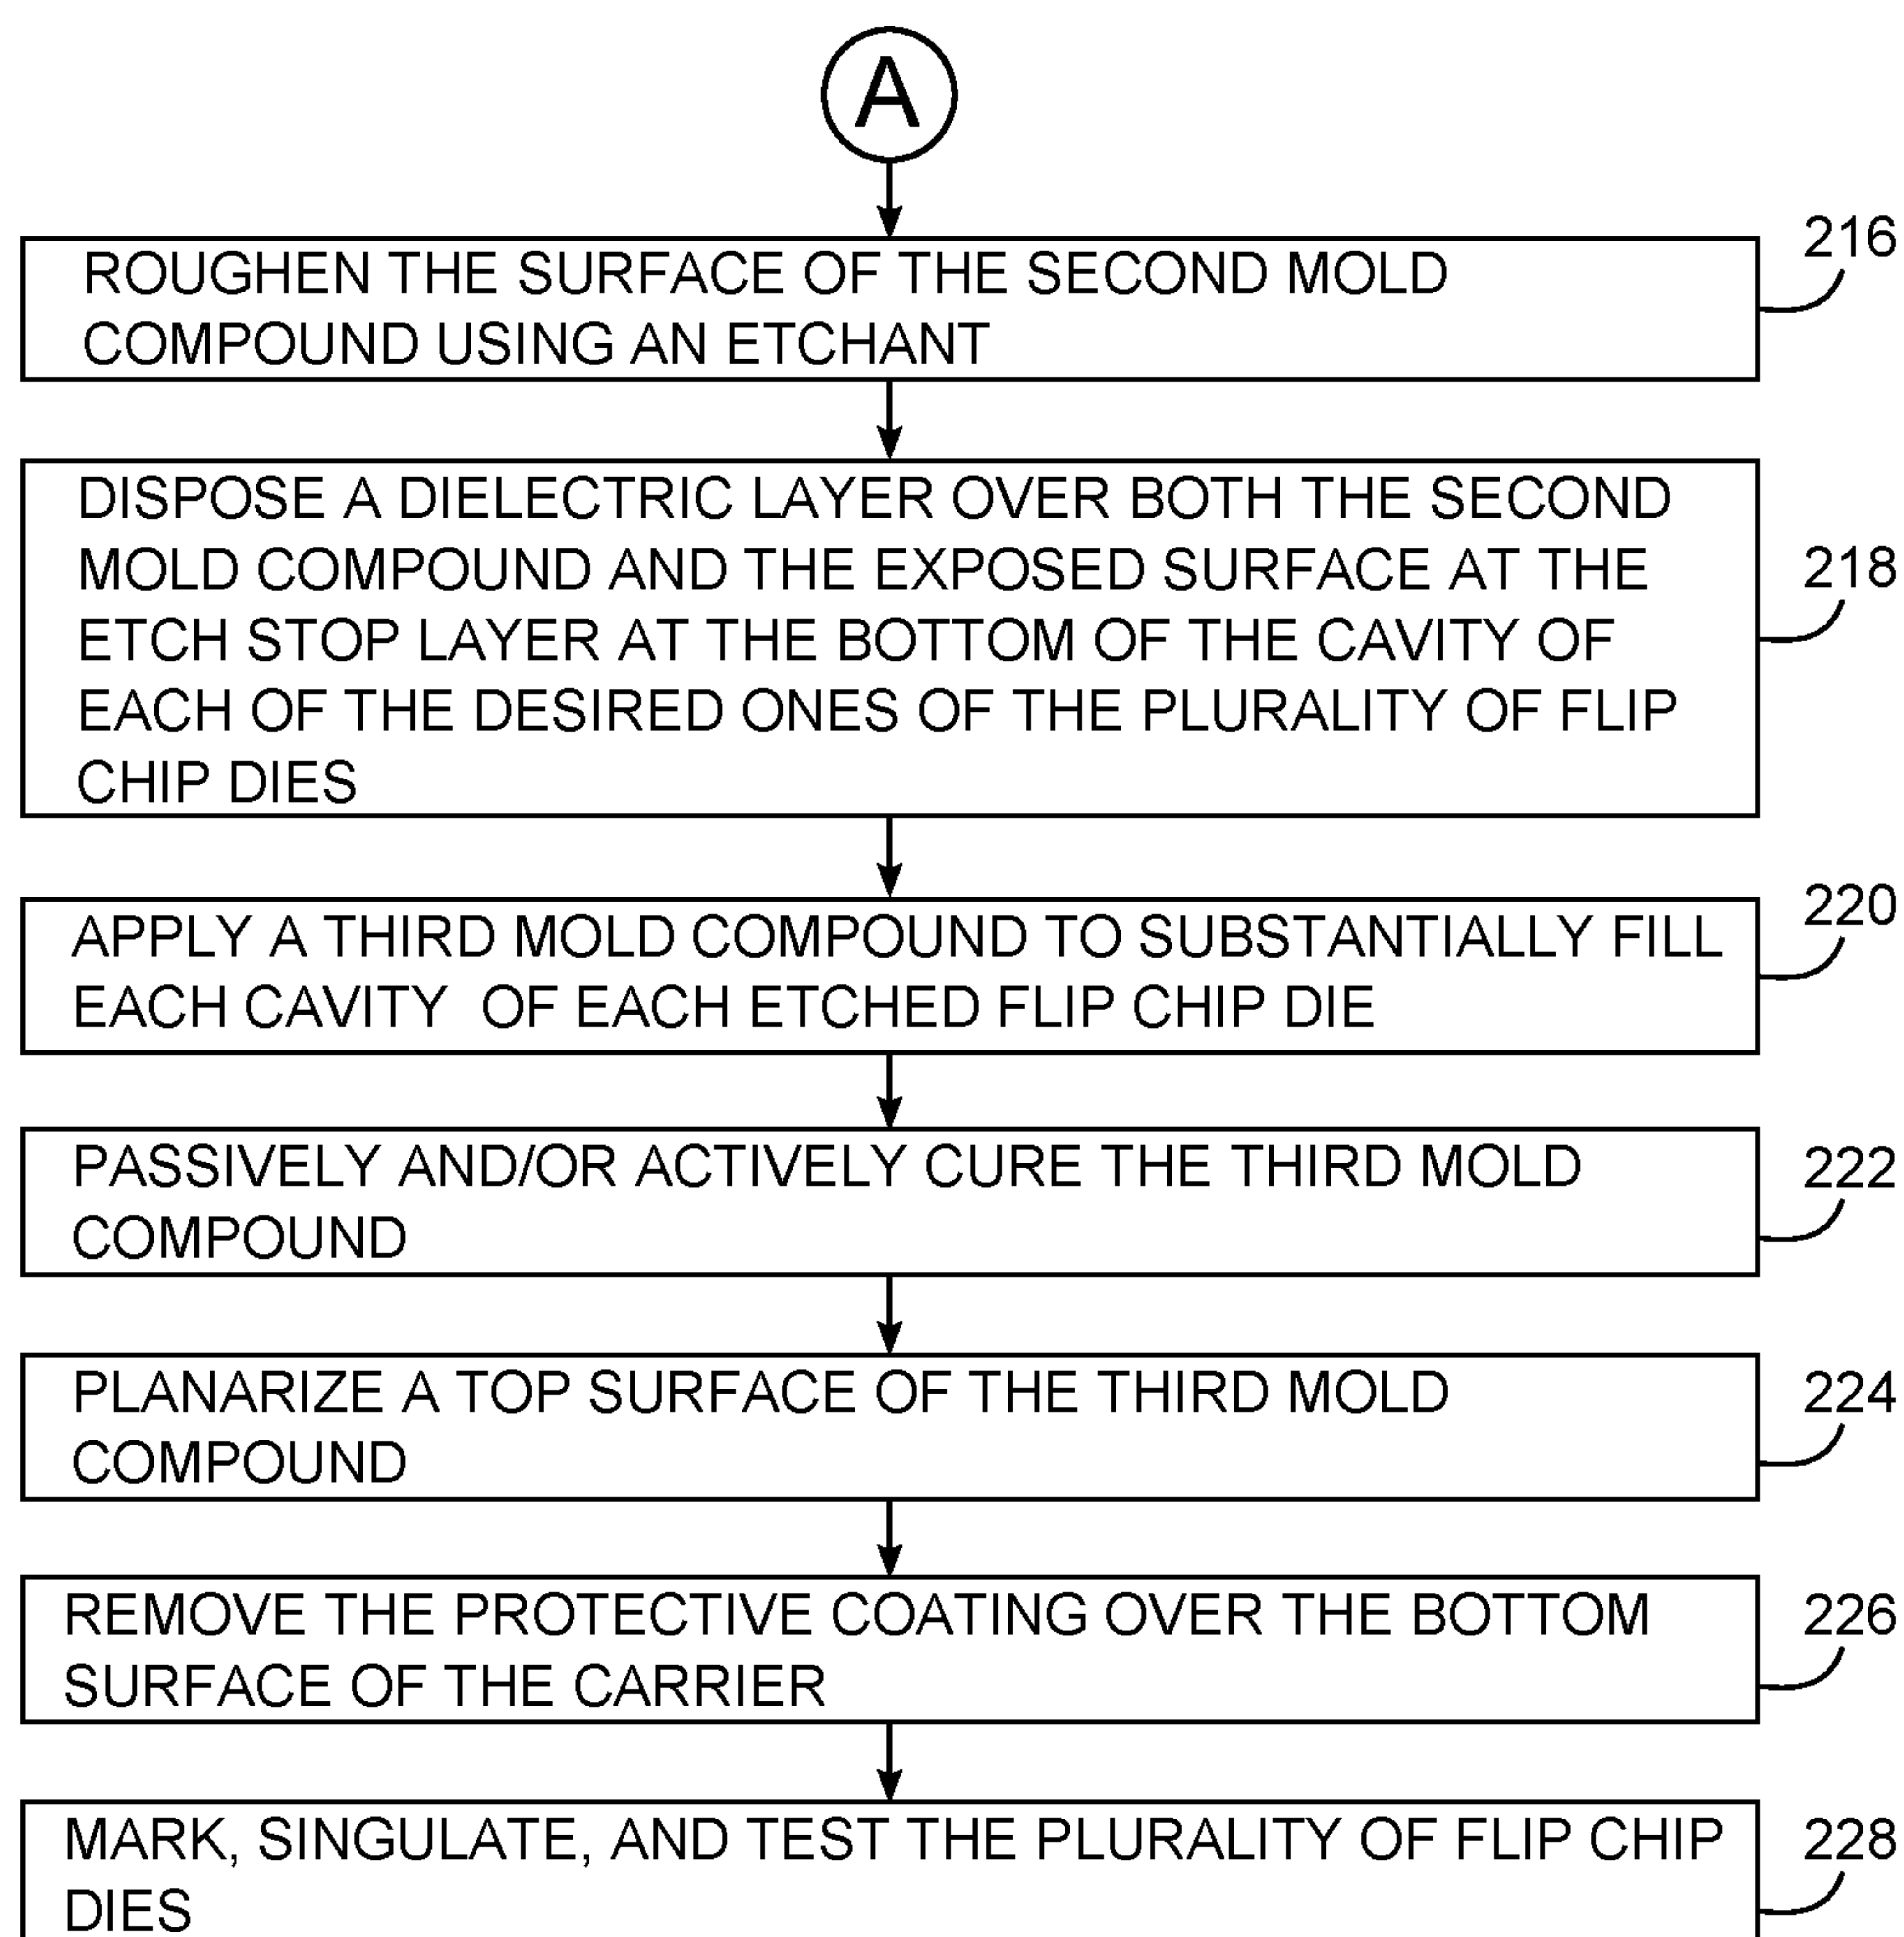 A
216
ROUGHEN THE SURFACE OF THE SECOND MOLD
COMPOUND USING AN ETCHANT
218
DISPOSE A DIELECTRIC LAYER OVER BOTH THE SECOND
MOLD COMPOUND AND THE EXPOSED SURFACE AT THE
ETCH STOP LAYER AT THE BOTTOM OF THE CAVITY OF
EACH OF THE DESIRED ONES OF THE PLURALITY OF FLIP
CHIP DIES
220
APPLY A THIRD MOLD COMPOUND TO SUBSTANTIALLY FILL
EACH CAVITY OF EACH ETCHED FLIP CHIP DIE
222
PASSIVELY AND/OR ACTIVELY CURE THE THIRD MOLD
COMPOUND
224
PLANARIZE A TOP SURFACE OF THE THIRD MOLD
COMPOUND
226
REMOVE THE PROTECTIVE COATING OVER THE BOTTOM
SURFACE OF THE CARRIER
228
MARK, SINGULATE, AND TEST THE PLURALITY OF FLIP CHIP
DIES